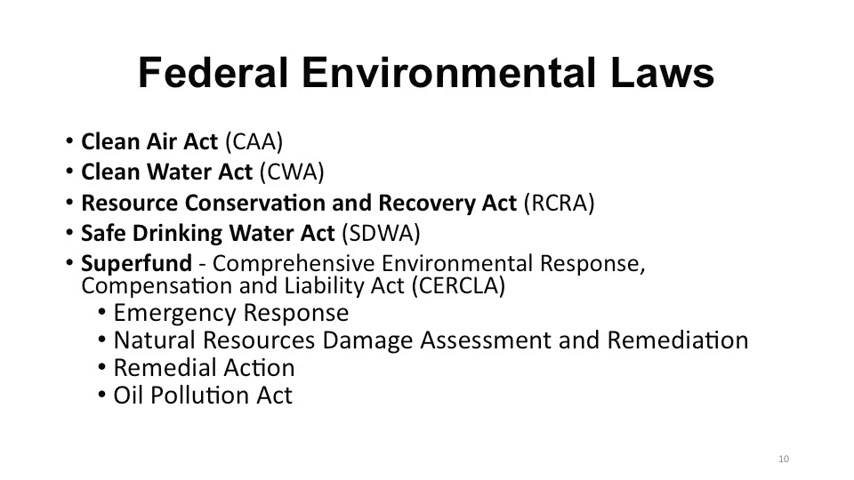 Federal Environmental Laws
• Clean Air Act (CAA)
• Clean Water Act (CWA)
• Resource Conservation and Recovery Act (RCRA)
• Safe Drinking Water Act (SDWA)
• Superfund - Comprehensive Environmental Response,
Compensation and Liability Act (CERCLA)
• Emergency Response
• Natural Resources Damage Assessment and Remediation
• Remedial Action
• Oil Pollution Act
10